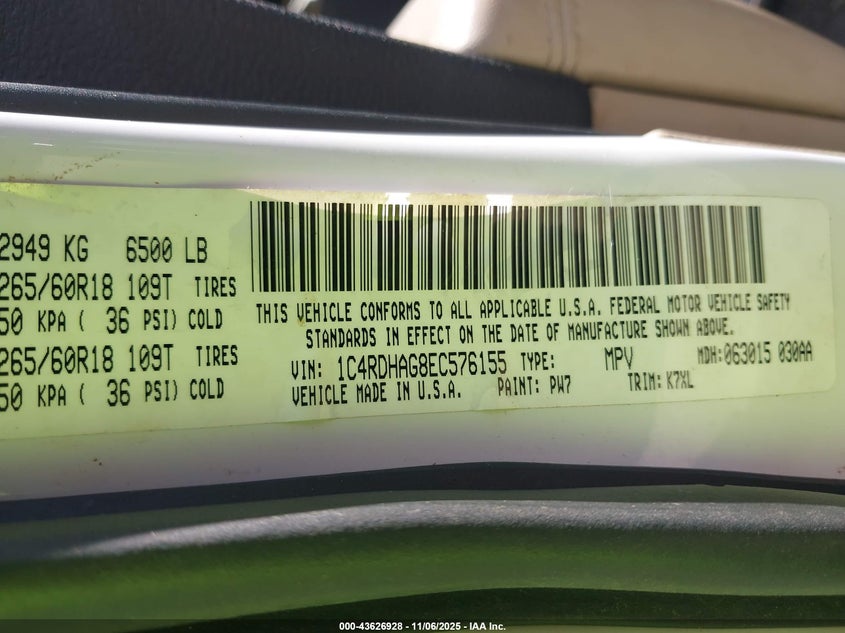 2949 KG 6500 LB
265/60R18 109T TIRES
50 KPA ( 36 PSI) COLD
265/60R18 109T TIRES
50 KPA ( 36 PSI) COLD
THIS VEHICLE CONFORMS TO ALL APPLICABLE U.S.A. FEDERAL MOTOR VEHICLE SAFETY
STANDARDS IN EFFECT ON THE DATE OF MANUFACTURE SHOWN ABOVE.
VIN: 1C4RDHAG8EC576155 TYPE: MPV MDH:063015 030AA
VEHICLE MADE IN U.S.A. PAINT: PW7 TRIM: K7XL
000-43626928 - 11/06/2025 - IAA Inc.